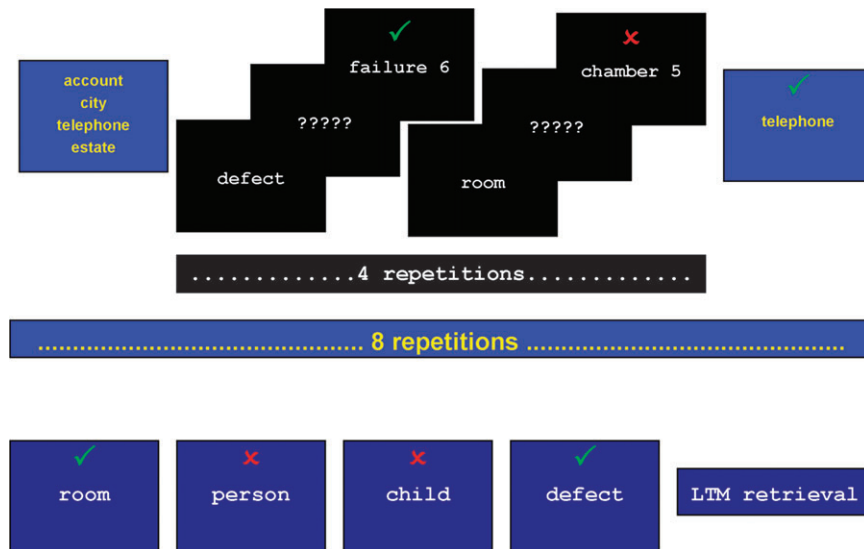 account
city
telephone
estate
defect
?????
failure 6
room
?????
chamber 5
telephone
.............4 repetitions.............
................................................ 8 repetitions ................................................
room
person
child
defect
LTM retrieval